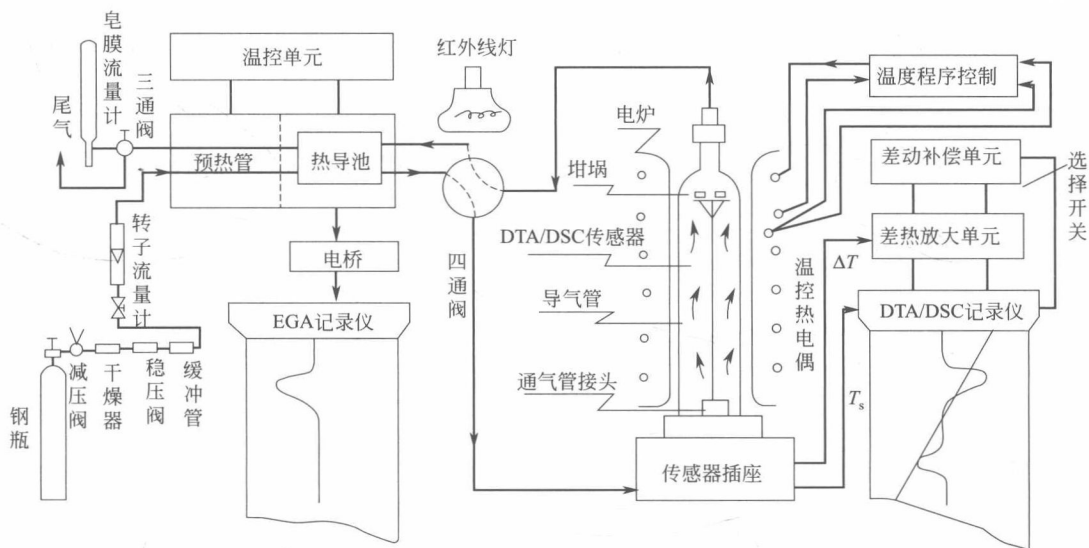 皂膜流量计
三通阀
尾气
温控单元
红外线灯
预热管
热导池
转子流量计
电桥
四通阀
EGA记录仪
钢瓶
减压阀
干燥器
稳压阀
缓冲管
电炉
坩埚
DTA/DSC传感器
导气管
通气管接头
传感器插座
温控热电偶
温度程序控制
差动补偿单元
选择开关
差热放大单元
ΔT
DTA/DSC记录仪
Ts